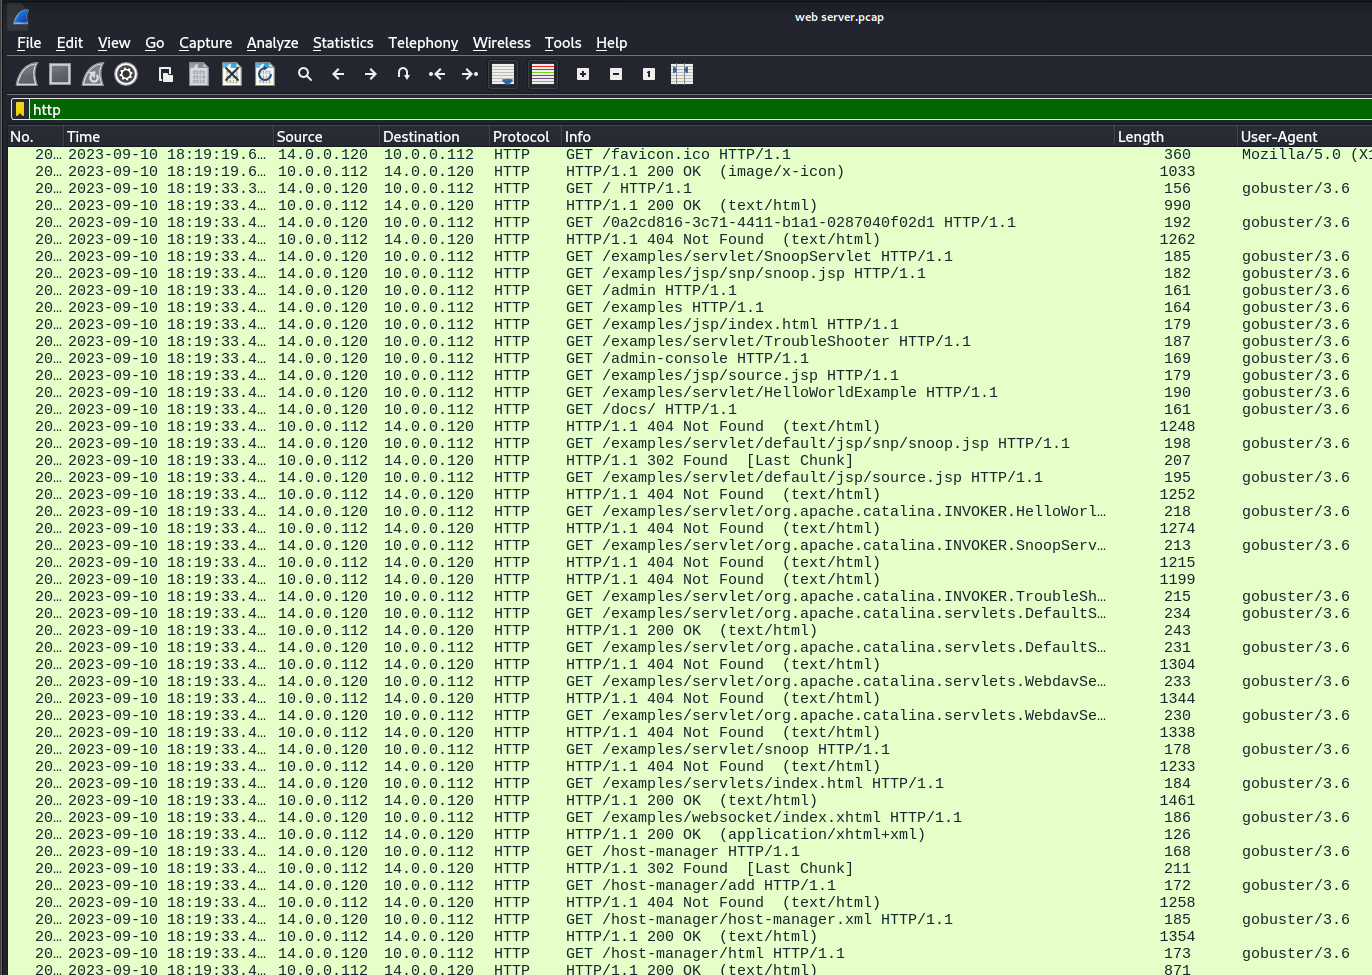 web server.pcap
File Edit View Go Capture Analyze Statistics Telephony Wireless Tools Help
http
No. Time Source Destination Protocol Info Length User-Agent
20… 2023-09-10 18:19:19.6… 14.0.0.120 10.0.0.112 HTTP GET /favicon.ico HTTP/1.1 360 Mozilla/5.0 (X1
20… 2023-09-10 18:19:19.6… 10.0.0.112 14.0.0.120 HTTP HTTP/1.1 200 OK (image/x-icon) 1033
20… 2023-09-10 18:19:33.3… 14.0.0.120 10.0.0.112 HTTP GET / HTTP/1.1 156 gobuster/3.6
20… 2023-09-10 18:19:33.4… 10.0.0.112 14.0.0.120 HTTP HTTP/1.1 200 OK (text/html) 990
20… 2023-09-10 18:19:33.4… 14.0.0.120 10.0.0.112 HTTP GET /0a2cd816-3c71-4411-b1a1-0287040f02d1 HTTP/1.1 192 gobuster/3.6
20… 2023-09-10 18:19:33.4… 10.0.0.112 14.0.0.120 HTTP HTTP/1.1 404 Not Found (text/html) 1262
20… 2023-09-10 18:19:33.4… 14.0.0.120 10.0.0.112 HTTP GET /examples/servlet/SnoopServlet HTTP/1.1 185 gobuster/3.6
20… 2023-09-10 18:19:33.4… 14.0.0.120 10.0.0.112 HTTP GET /examples/jsp/snp/snoop.jsp HTTP/1.1 182 gobuster/3.6
20… 2023-09-10 18:19:33.4… 14.0.0.120 10.0.0.112 HTTP GET /admin HTTP/1.1 161 gobuster/3.6
20… 2023-09-10 18:19:33.4… 14.0.0.120 10.0.0.112 HTTP GET /examples HTTP/1.1 164 gobuster/3.6
20… 2023-09-10 18:19:33.4… 14.0.0.120 10.0.0.112 HTTP GET /examples/jsp/index.html HTTP/1.1 179 gobuster/3.6
20… 2023-09-10 18:19:33.4… 14.0.0.120 10.0.0.112 HTTP GET /examples/servlet/TroubleShooter HTTP/1.1 187 gobuster/3.6
20… 2023-09-10 18:19:33.4… 14.0.0.120 10.0.0.112 HTTP GET /admin-console HTTP/1.1 169 gobuster/3.6
20… 2023-09-10 18:19:33.4… 14.0.0.120 10.0.0.112 HTTP GET /examples/jsp/source.jsp HTTP/1.1 179 gobuster/3.6
20… 2023-09-10 18:19:33.4… 14.0.0.120 10.0.0.112 HTTP GET /examples/servlet/HelloWorldExample HTTP/1.1 190 gobuster/3.6
20… 2023-09-10 18:19:33.4… 14.0.0.120 10.0.0.112 HTTP GET /docs/ HTTP/1.1 161 gobuster/3.6
20… 2023-09-10 18:19:33.4… 10.0.0.112 14.0.0.120 HTTP HTTP/1.1 404 Not Found (text/html) 1248
20… 2023-09-10 18:19:33.4… 14.0.0.120 10.0.0.112 HTTP GET /examples/servlet/default/jsp/snp/snoop.jsp HTTP/1.1 198 gobuster/3.6
20… 2023-09-10 18:19:33.4… 10.0.0.112 14.0.0.120 HTTP HTTP/1.1 302 Found [Last Chunk] 207
20… 2023-09-10 18:19:33.4… 14.0.0.120 10.0.0.112 HTTP GET /examples/servlet/default/jsp/source.jsp HTTP/1.1 195 gobuster/3.6
20… 2023-09-10 18:19:33.4… 10.0.0.112 14.0.0.120 HTTP HTTP/1.1 404 Not Found (text/html) 1252
20… 2023-09-10 18:19:33.4… 14.0.0.120 10.0.0.112 HTTP GET /examples/servlet/org.apache.catalina.INVOKER.HelloWorl… 218 gobuster/3.6
20… 2023-09-10 18:19:33.4… 10.0.0.112 14.0.0.120 HTTP HTTP/1.1 404 Not Found (text/html) 1274
20… 2023-09-10 18:19:33.4… 14.0.0.120 10.0.0.112 HTTP GET /examples/servlet/org.apache.catalina.INVOKER.SnoopServ… 213 gobuster/3.6
20… 2023-09-10 18:19:33.4… 10.0.0.112 14.0.0.120 HTTP HTTP/1.1 404 Not Found (text/html) 1215
20… 2023-09-10 18:19:33.4… 10.0.0.112 14.0.0.120 HTTP HTTP/1.1 404 Not Found (text/html) 1199
20… 2023-09-10 18:19:33.4… 14.0.0.120 10.0.0.112 HTTP GET /examples/servlet/org.apache.catalina.INVOKER.TroubleSh… 215 gobuster/3.6
20… 2023-09-10 18:19:33.4… 14.0.0.120 10.0.0.112 HTTP GET /examples/servlet/org.apache.catalina.servlets.DefaultS… 234 gobuster/3.6
20… 2023-09-10 18:19:33.4… 10.0.0.112 14.0.0.120 HTTP HTTP/1.1 200 OK (text/html) 243
20… 2023-09-10 18:19:33.4… 14.0.0.120 10.0.0.112 HTTP GET /examples/servlet/org.apache.catalina.servlets.DefaultS… 231 gobuster/3.6
20… 2023-09-10 18:19:33.4… 10.0.0.112 14.0.0.120 HTTP HTTP/1.1 404 Not Found (text/html) 1304
20… 2023-09-10 18:19:33.4… 14.0.0.120 10.0.0.112 HTTP GET /examples/servlet/org.apache.catalina.servlets.WebdavSe… 233 gobuster/3.6
20… 2023-09-10 18:19:33.4… 10.0.0.112 14.0.0.120 HTTP HTTP/1.1 404 Not Found (text/html) 1344
20… 2023-09-10 18:19:33.4… 14.0.0.120 10.0.0.112 HTTP GET /examples/servlet/org.apache.catalina.servlets.WebdavSe… 230 gobuster/3.6
20… 2023-09-10 18:19:33.4… 10.0.0.112 14.0.0.120 HTTP HTTP/1.1 404 Not Found (text/html) 1338
20… 2023-09-10 18:19:33.4… 14.0.0.120 10.0.0.112 HTTP GET /examples/servlet/snoop HTTP/1.1 178 gobuster/3.6
20… 2023-09-10 18:19:33.4… 10.0.0.112 14.0.0.120 HTTP HTTP/1.1 404 Not Found (text/html) 1233
20… 2023-09-10 18:19:33.4… 14.0.0.120 10.0.0.112 HTTP GET /examples/servlets/index.html HTTP/1.1 184 gobuster/3.6
20… 2023-09-10 18:19:33.4… 10.0.0.112 14.0.0.120 HTTP HTTP/1.1 200 OK (text/html) 1461
20… 2023-09-10 18:19:33.4… 14.0.0.120 10.0.0.112 HTTP GET /examples/websocket/index.xhtml HTTP/1.1 186 gobuster/3.6
20… 2023-09-10 18:19:33.4… 10.0.0.112 14.0.0.120 HTTP HTTP/1.1 200 OK (application/xhtml+xml) 126
20… 2023-09-10 18:19:33.4… 14.0.0.120 10.0.0.112 HTTP GET /host-manager HTTP/1.1 168 gobuster/3.6
20… 2023-09-10 18:19:33.4… 10.0.0.112 14.0.0.120 HTTP HTTP/1.1 302 Found [Last Chunk] 211
20… 2023-09-10 18:19:33.4… 14.0.0.120 10.0.0.112 HTTP GET /host-manager/add HTTP/1.1 172 gobuster/3.6
20… 2023-09-10 18:19:33.4… 10.0.0.112 14.0.0.120 HTTP HTTP/1.1 404 Not Found (text/html) 1258
20… 2023-09-10 18:19:33.4… 14.0.0.120 10.0.0.112 HTTP GET /host-manager/host-manager.xml HTTP/1.1 185 gobuster/3.6
20… 2023-09-10 18:19:33.4… 10.0.0.112 14.0.0.120 HTTP HTTP/1.1 200 OK (text/html) 1354
20… 2023-09-10 18:19:33.4… 14.0.0.120 10.0.0.112 HTTP GET /host-manager/html HTTP/1.1 173 gobuster/3.6
20… 2023-09-10 18:19:33.4… 10.0.0.112 14.0.0.120 HTTP HTTP/1.1 200 OK (text/html) 871